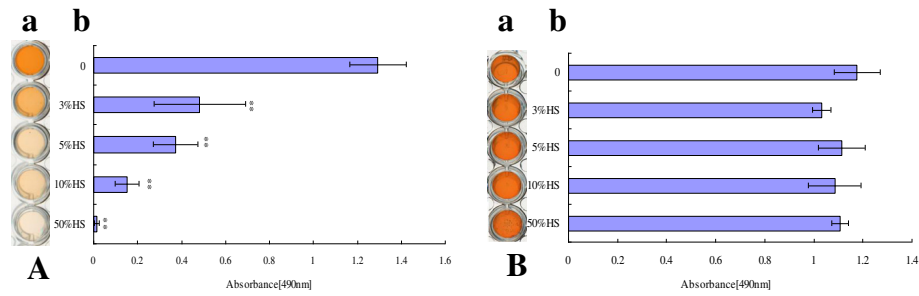 a b
0
3%HS **
5%HS **
10%HS **
50%HS **
0 0.2 0.4 0.6 0.8 1 1.2 1.4 1.6
Absorbance[490nm]
A
a b
0
3%HS
5%HS
10%HS
50%HS
0 0.2 0.4 0.6 0.8 1 1.2 1.4
Absorbance[490nm]
B